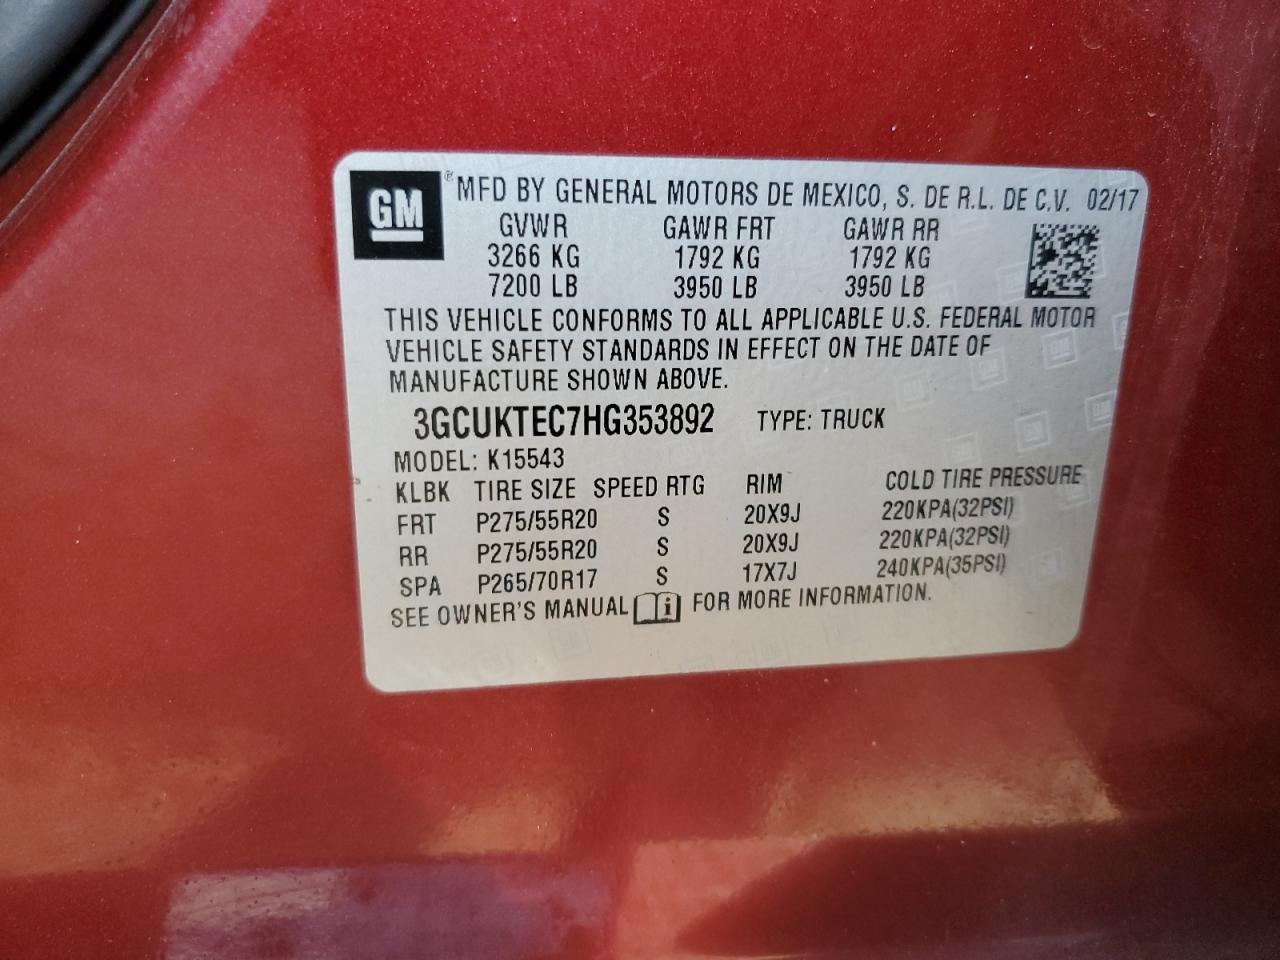 GM ® MFD BY GENERAL MOTORS DE MEXICO, S. DE R.L. DE C.V. 02/17
GVWR GAWR FRT GAWR RR
3266 KG 1792 KG 1792 KG
7200 LB 3950 LB 3950 LB
THIS VEHICLE CONFORMS TO ALL APPLICABLE U.S. FEDERAL MOTOR
VEHICLE SAFETY STANDARDS IN EFFECT ON THE DATE OF
MANUFACTURE SHOWN ABOVE.
3GCUKTEC7HG353892 TYPE: TRUCK
MODEL: K15543
KLBK TIRE SIZE SPEED RTG RIM COLD TIRE PRESSURE
FRT P275/55R20 S 20X9J 220KPA(32PSI)
RR P275/55R20 S 20X9J 220KPA(32PSI)
SPA P265/70R17 S 17X7J 240KPA(35PSI)
SEE OWNER'S MANUAL i FOR MORE INFORMATION.